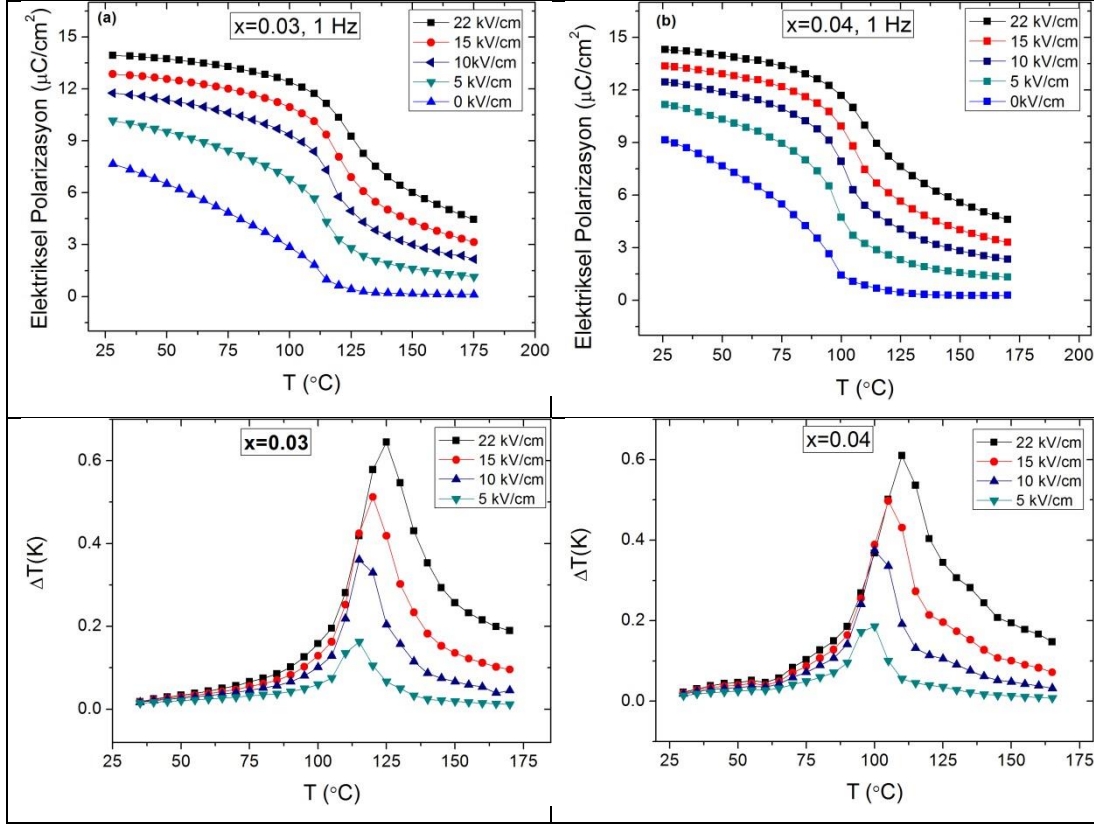 (a)
x=0.03, 1 Hz
22 kV/cm
15 kV/cm
10kV/cm
5 kV/cm
0 kV/cm
Elektriksel Polarizasyon (μC/cm²)
15
12
9
6
3
0
25 50 75 100 125 150 175 200
T (°C)
(b)
x=0.04, 1 Hz
22 kV/cm
15 kV/cm
10 kV/cm
5 kV/cm
0kV/cm
Elektriksel Polarizasyon (μC/cm²)
15
12
9
6
3
0
25 50 75 100 125 150 175 200
T (°C)
x=0.03
22 kV/cm
15 kV/cm
10 kV/cm
5 kV/cm
ΔT(K)
0.6
0.4
0.2
0.0
25 50 75 100 125 150 175
T (°C)
x=0.04
22 kV/cm
15 kV/cm
10 kV/cm
5 kV/cm
ΔT(K)
0.6
0.4
0.2
0.0
25 50 75 100 125 150 175
T (°C)